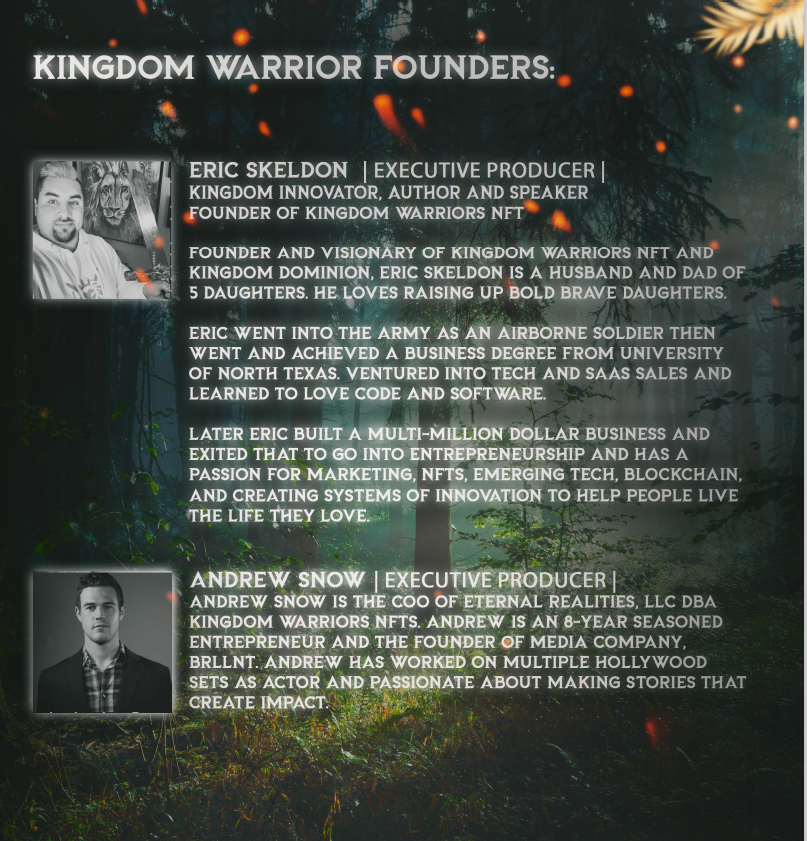 KINGDOM WARRIOR FOUNDERS:
ERIC SKELDON | EXECUTIVE PRODUCER |
KINGDOM INNOVATOR, AUTHOR AND SPEAKER
FOUNDER OF KINGDOM WARRIORS NFT
FOUNDER AND VISIONARY OF KINGDOM WARRIORS NFT AND
KINGDOM DOMINION, ERIC SKELDON IS A HUSBAND AND DAD OF
5 DAUGHTERS. HE LOVES RAISING UP BOLD BRAVE DAUGHTERS.
ERIC WENT INTO THE ARMY AS AN AIRBORNE SOLDIER THEN
WENT AND ACHIEVED A BUSINESS DEGREE FROM UNIVERSITY
OF NORTH TEXAS. VENTURED INTO TECH AND SAAS SALES AND
LEARNED TO LOVE CODE AND SOFTWARE.
LATER ERIC BUILT A MULTI-MILLION DOLLAR BUSINESS AND
EXITED THAT TO GO INTO ENTREPRENEURSHIP AND HAS A
PASSION FOR MARKETING, NFTS, EMERGING TECH, BLOCKCHAIN,
AND CREATING SYSTEMS OF INNOVATION TO HELP PEOPLE LIVE
THE LIFE THEY LOVE.
ANDREW SNOW | EXECUTIVE PRODUCER |
ANDREW SNOW IS THE COO OF ETERNAL REALITIES, LLC DBA
KINGDOM WARRIORS NFTS. ANDREW IS AN 8-YEAR SEASONED
ENTREPRENEUR AND THE FOUNDER OF MEDIA COMPANY,
BRLLNT. ANDREW HAS WORKED ON MULTIPLE HOLLYWOOD
SETS AS ACTOR AND PASSIONATE ABOUT MAKING STORIES THAT
CREATE IMPACT.